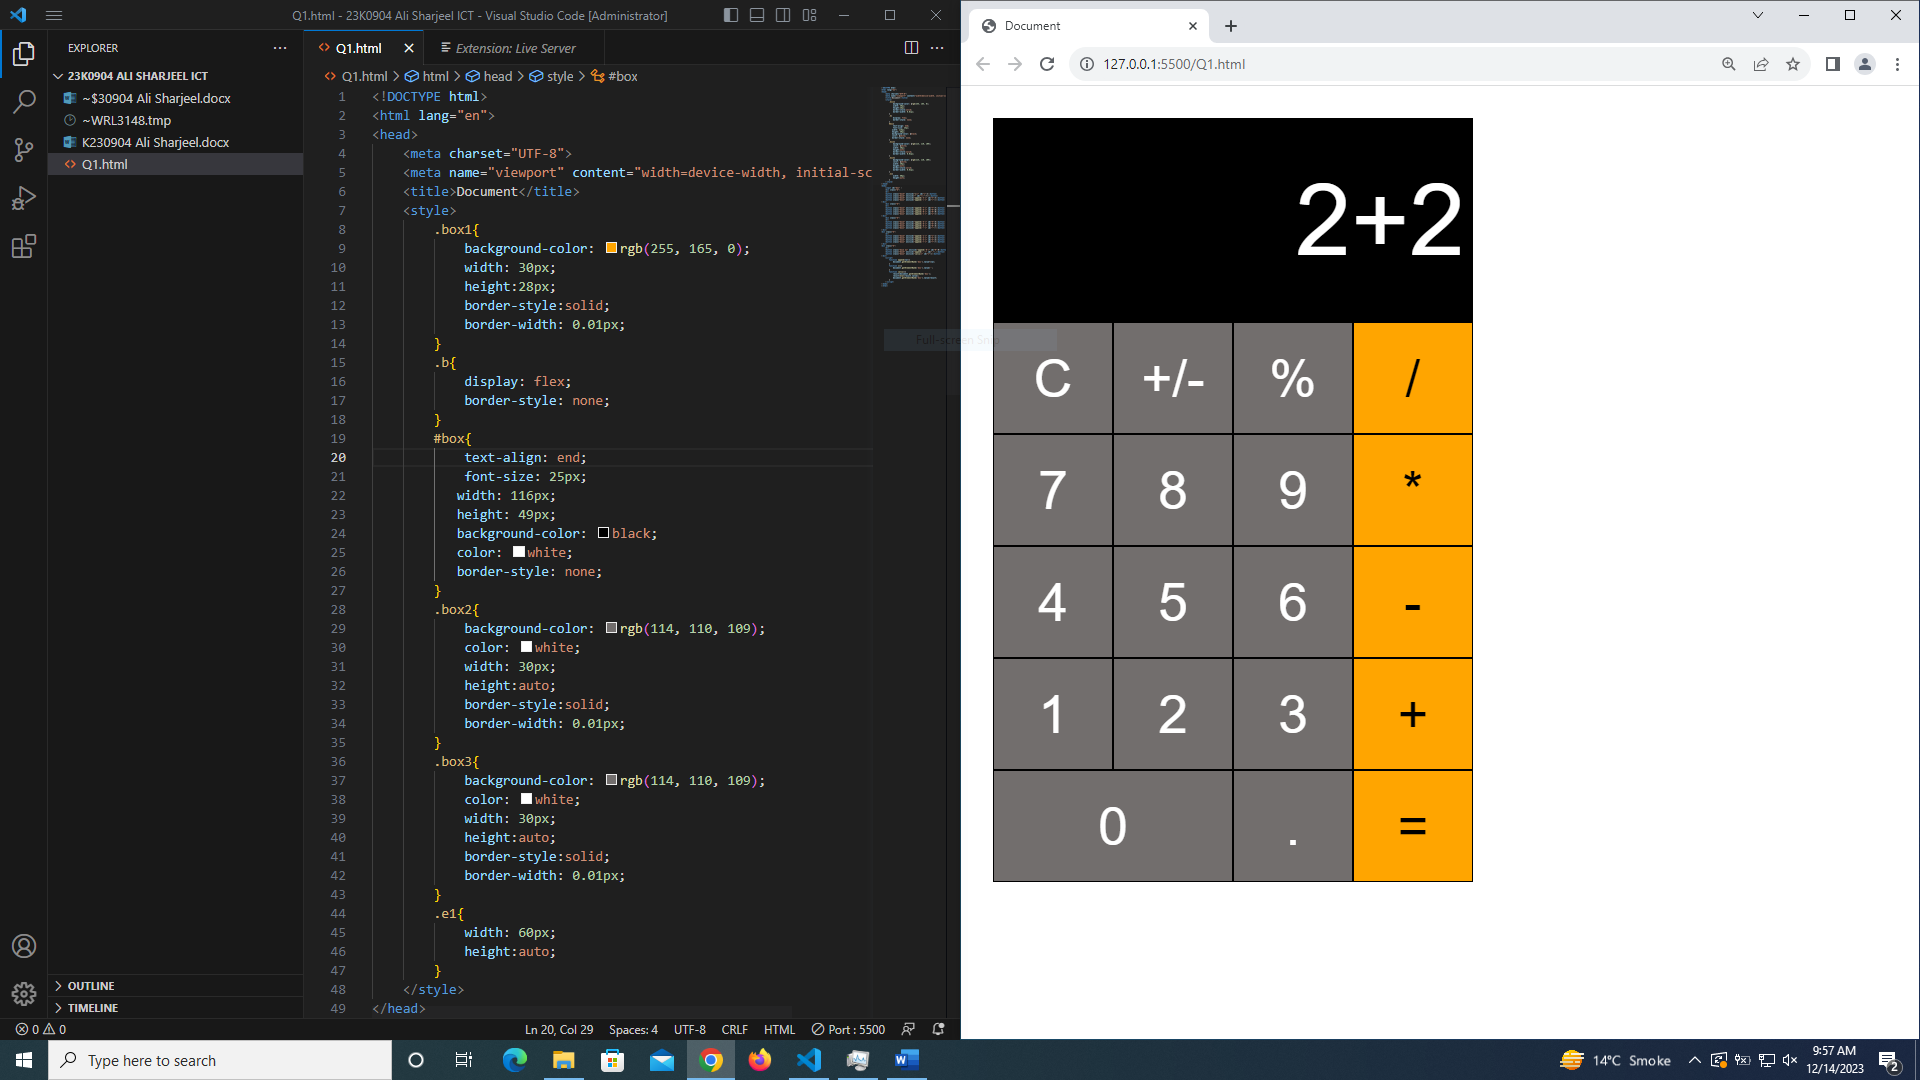 Q1.html - 23K0904 Ali Sharjeel ICT - Visual Studio Code [Administrator]
EXPLORER
23K0904 ALI SHARJEEL ICT
~$30904 Ali Sharjeel.docx
~WRL3148.tmp
K230904 Ali Sharjeel.docx
Q1.html
OUTLINE
TIMELINE
Q1.html
Extension: Live Server
Q1.html > html > head > style > #box
1 <!DOCTYPE html>
2 <html lang="en">
3 <head>
4 <meta charset="UTF-8">
5 <meta name="viewport" content="width=device-width, initial-sc
6 <title>Document</title>
7 <style>
8 .box1{
9 background-color: rgb(255, 165, 0);
10 width: 30px;
11 height:28px;
12 border-style:solid;
13 border-width: 0.01px;
14 }
15 .b{
16 display: flex;
17 border-style: none;
18 }
19 #box{
20 text-align: end;
21 font-size: 25px;
22 width: 116px;
23 height: 49px;
24 background-color: black;
25 color: white;
26 border-style: none;
27 }
28 .box2{
29 background-color: rgb(114, 110, 109);
30 color: white;
31 width: 30px;
32 height:auto;
33 border-style:solid;
34 border-width: 0.01px;
35 }
36 .box3{
37 background-color: rgb(114, 110, 109);
38 color: white;
39 width: 30px;
40 height:auto;
41 border-style:solid;
42 border-width: 0.01px;
43 }
44 .e1{
45 width: 60px;
46 height:auto;
47 }
48 </style>
49 </head>
Full-screen Snip
0 0
Ln 20, Col 29 Spaces: 4 UTF-8 CRLF HTML Port : 5500
Document
127.0.0.1:5500/Q1.html
2+2
C +/- % /
7 8 9 *
4 5 6 -
1 2 3 +
0 . =
Type here to search
14°C Smoke
9:57 AM
12/14/2023
2